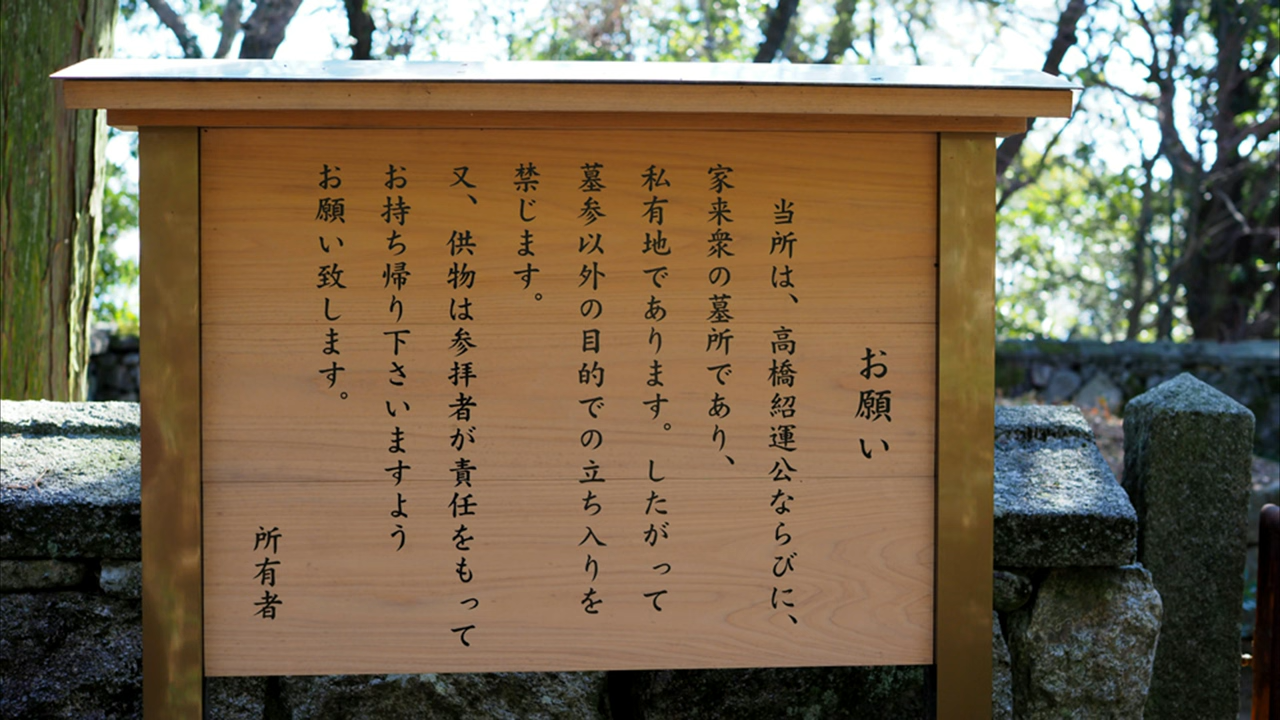 お願い
当所は、高橋紹運公ならびに、
家来衆の墓所であり、
私有地であります。したがって
墓参以外の目的での立ち入りを
禁じます。
又、供物は参拝者が責任をもって
お持ち帰り下さいますよう
お願い致します。
所有者